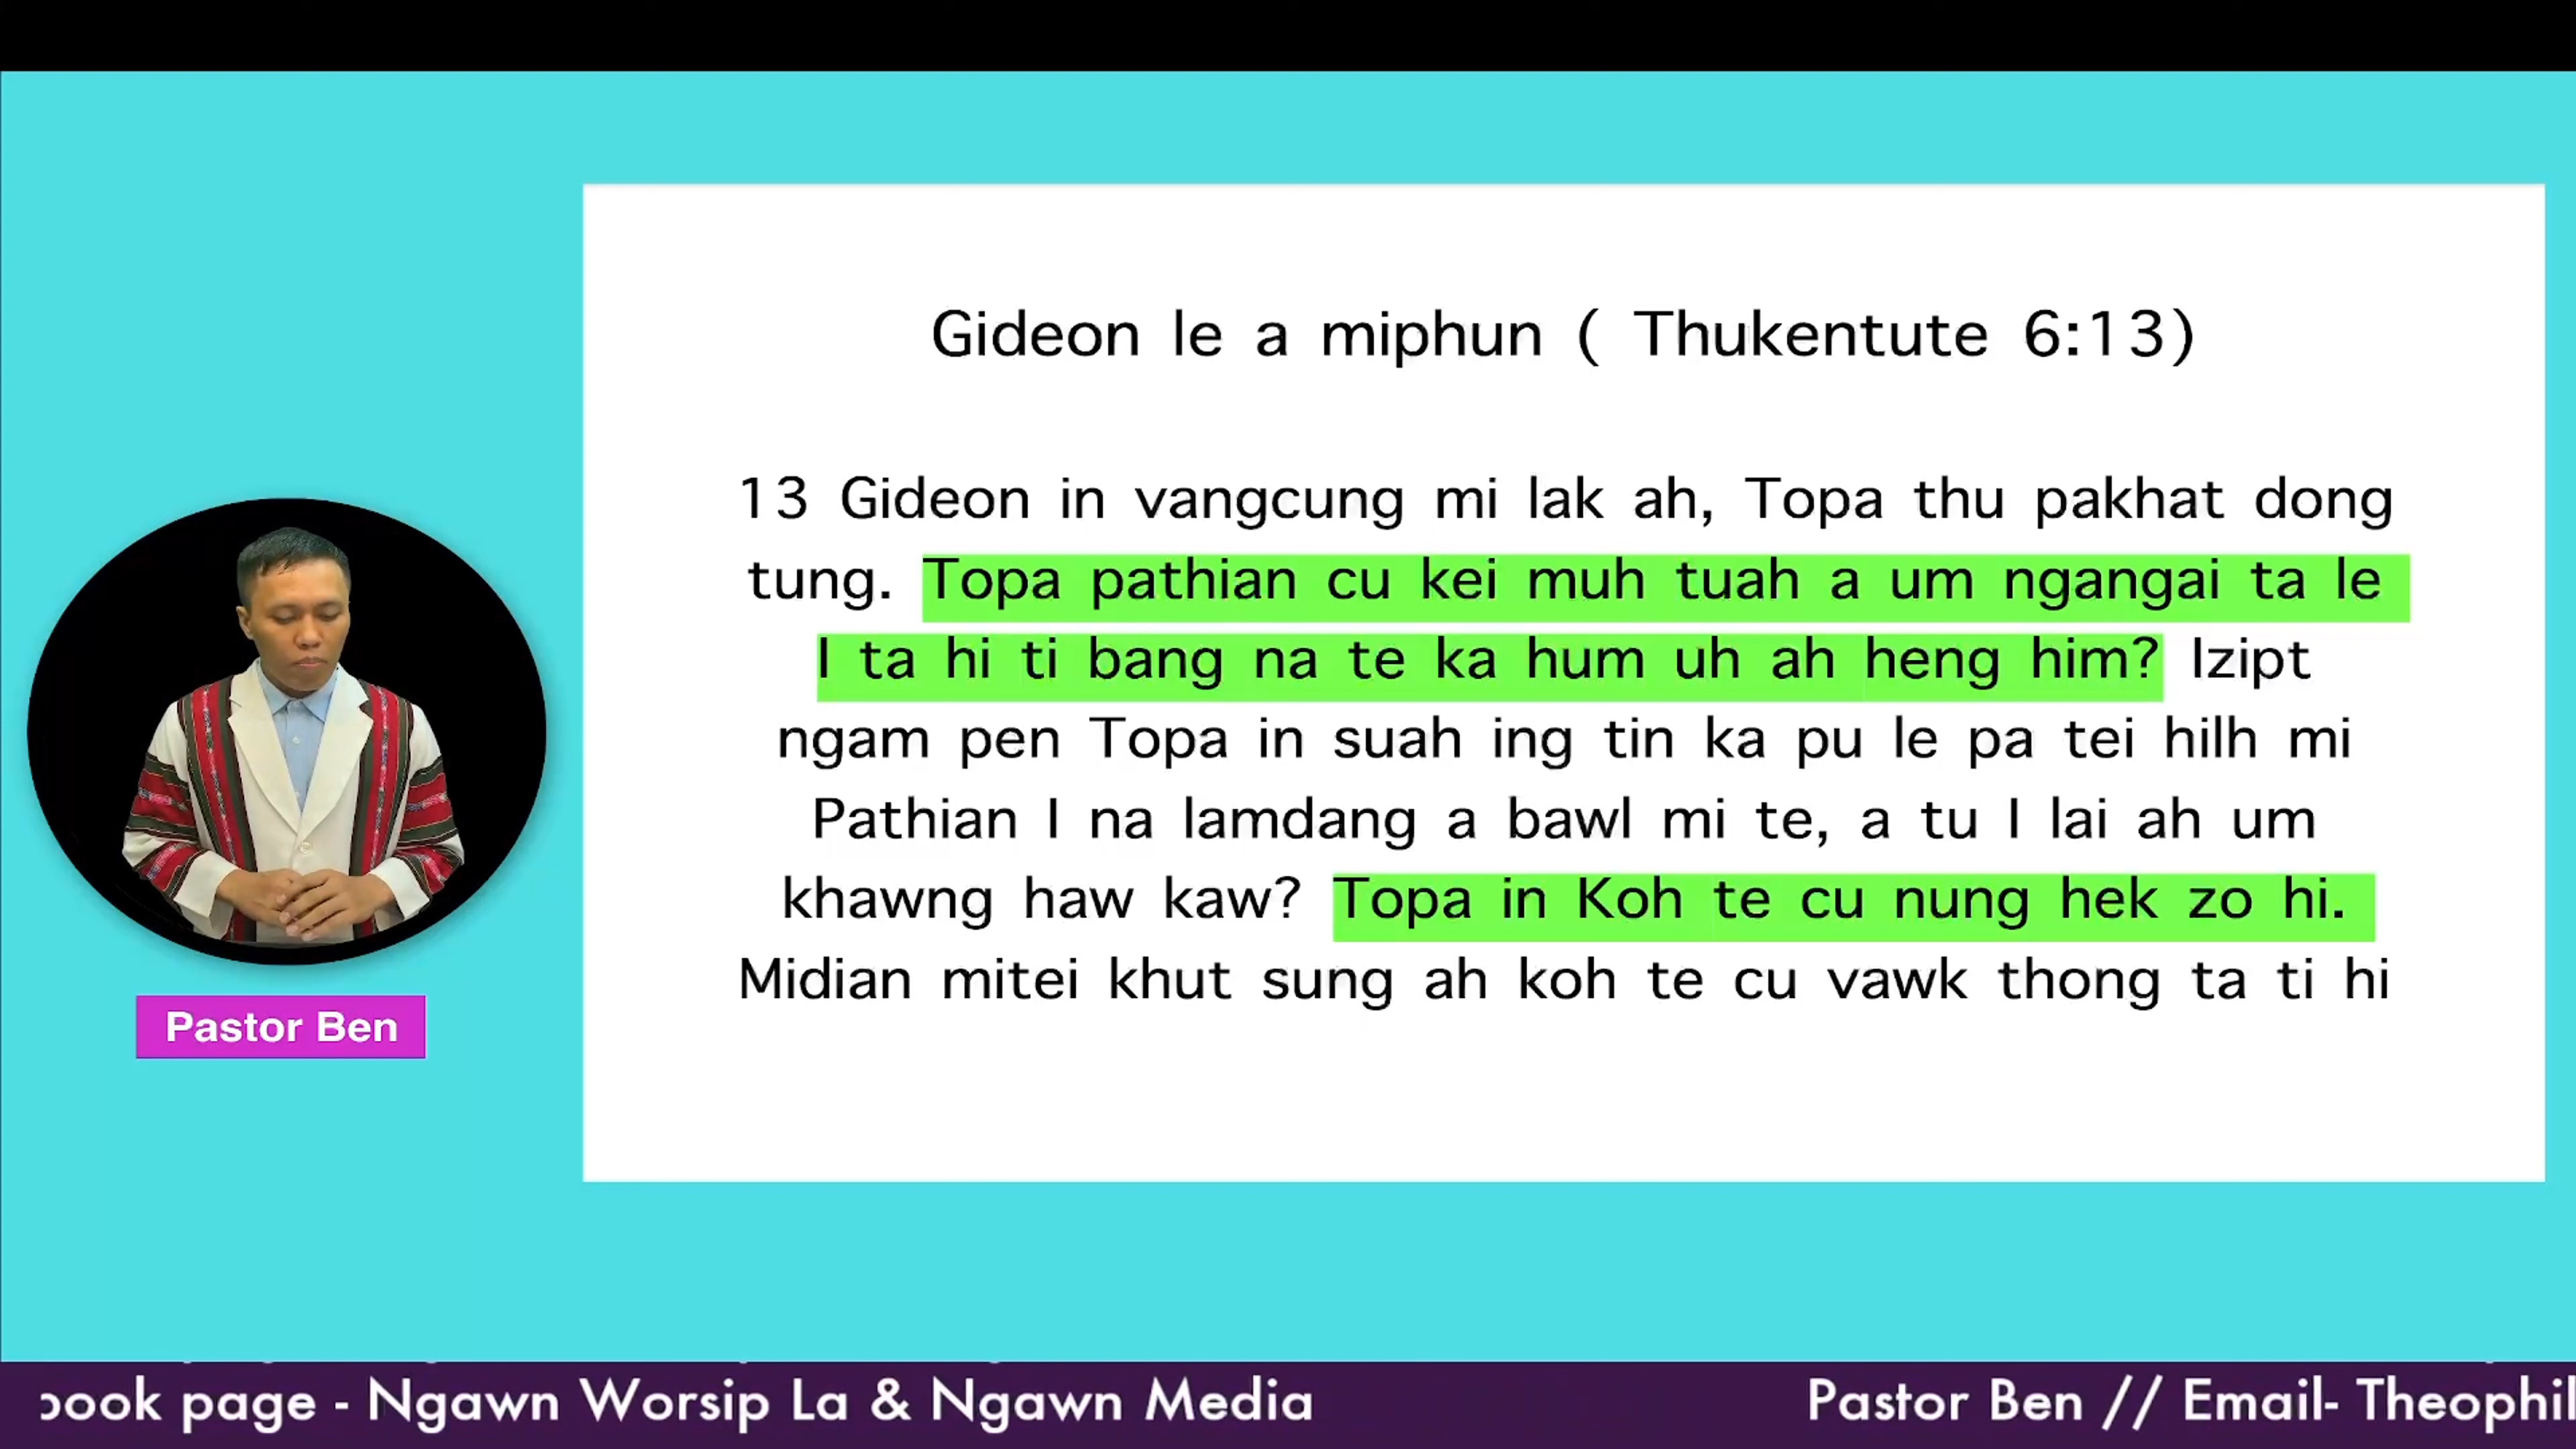 Gideon le a miphun ( Thukentute 6:13)
13 Gideon in vangcung mi lak ah, Topa thu pakhat dong
tung. Topa pathian cu kei muh tuah a um ngangai ta le
I ta hi ti bang na te ka hum uh ah heng him? Izipt
ngam pen Topa in suah ing tin ka pu le pa tei hilh mi
Pathian I na lamdang a bawl mi te, a tu I lai ah um
khawng haw kaw? Topa in Koh te cu nung hek zo hi.
Midian mitei khut sung ah koh te cu vawk thong ta ti hi
Pastor Ben
book page - Ngawn Worsip La & Ngawn Media Pastor Ben // Email- Theophil